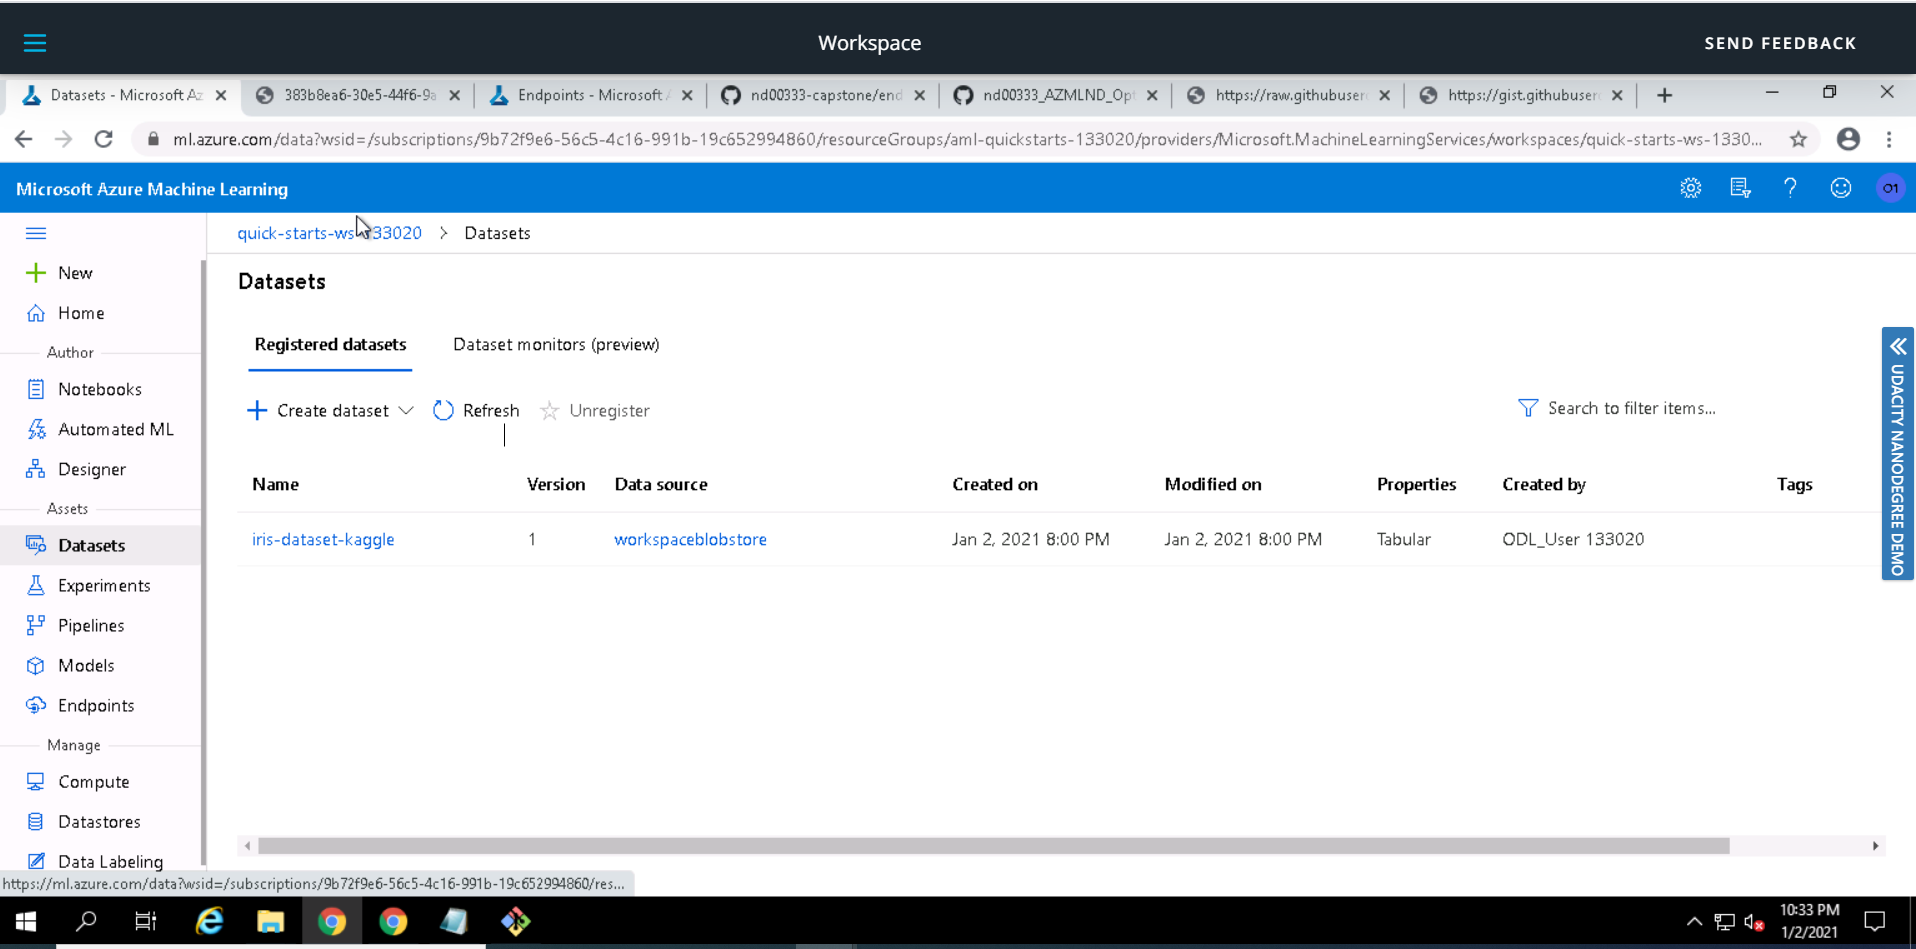 Workspace
SEND FEEDBACK
Datasets - Microsoft Az
383b8ea6-30e5-44f6-9a
Endpoints - Microsoft A
nd00333-capstone/end
nd00333_AZMLND_Opt
https://raw.githubuser
https://gist.githubuserc
ml.azure.com/data?wsid=/subscriptions/9b72f9e6-56c5-4c16-991b-19c652994860/resourceGroups/aml-quickstarts-133020/providers/Microsoft.MachineLearningServices/workspaces/quick-starts-ws-1330...
Microsoft Azure Machine Learning
01
quick-starts-ws-133020 > Datasets
New
Home
Author
Notebooks
Automated ML
Designer
Assets
Datasets
Experiments
Pipelines
Models
Endpoints
Manage
Compute
Datastores
Data Labeling
Datasets
Registered datasets
Dataset monitors (preview)
Create dataset
Refresh
Unregister
Search to filter items...
Name Version Data source Created on Modified on Properties Created by Tags
iris-dataset-kaggle 1 workspaceblobstore Jan 2, 2021 8:00 PM Jan 2, 2021 8:00 PM Tabular ODL_User 133020
UDACITY NANODEGREE DEMO
https://ml.azure.com/data?wsid=/subscriptions/9b72f9e6-56c5-4c16-991b-19c652994860/res...
10:33 PM
1/2/2021